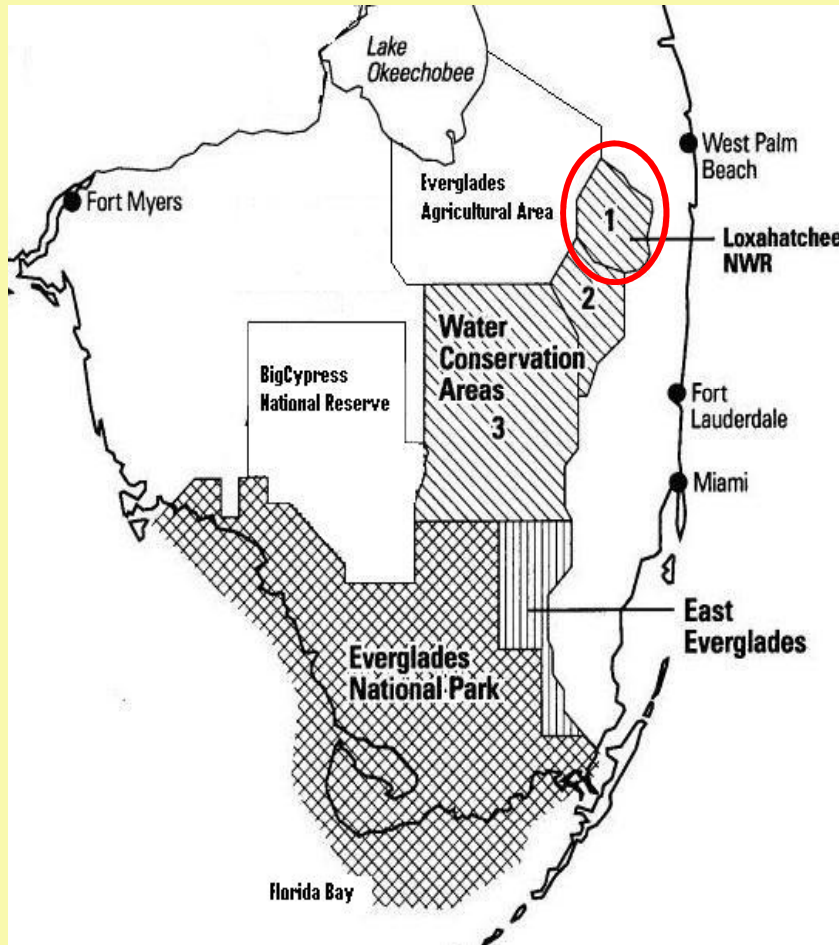 Lake
Okeechobee
West Palm
Beach
Everglades
Agricultural Area
Fort Myers
1
Loxahatchee
NWR
2
Water
Conservation
Areas
3
BigCypress
National Reserve
Fort
Lauderdale
Miami
East
Everglades
Everglades
National Park
Florida Bay